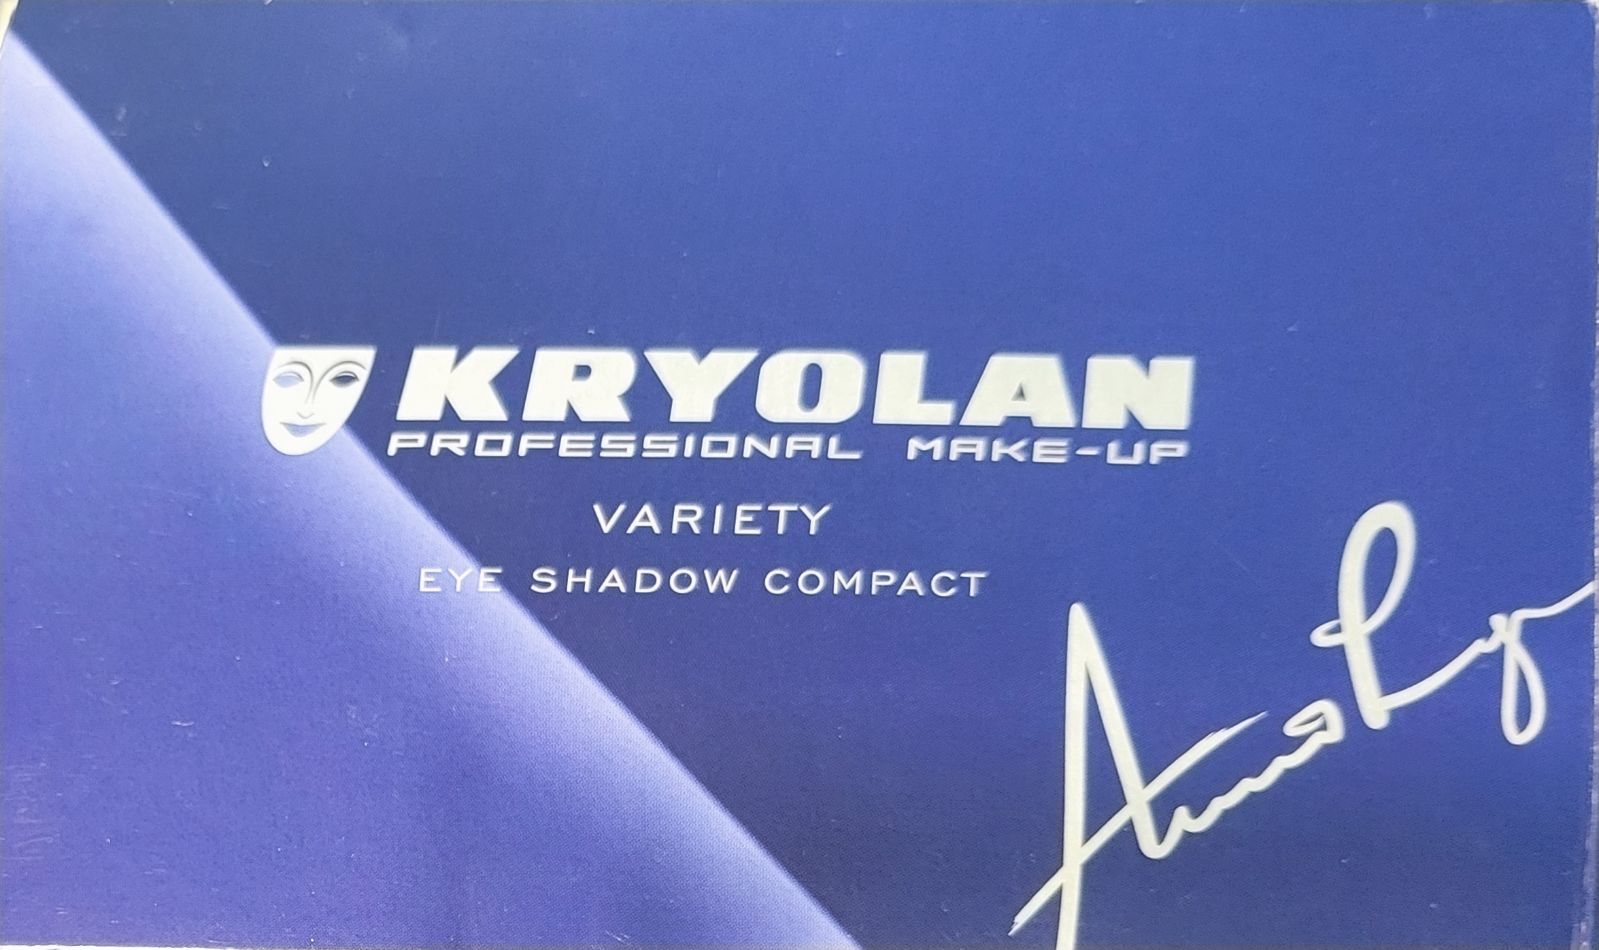 KRYOLAN
PROFESSIONAL MAKE-UP
VARIETY
EYE SHADOW COMPACT